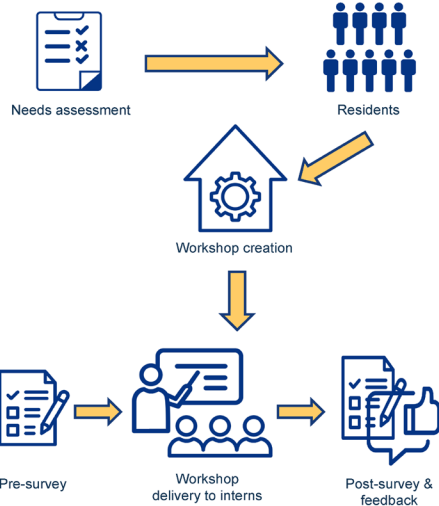 Needs assessment
Residents
Workshop creation
Pre-survey
Workshop
delivery to interns
Post-survey &
feedback